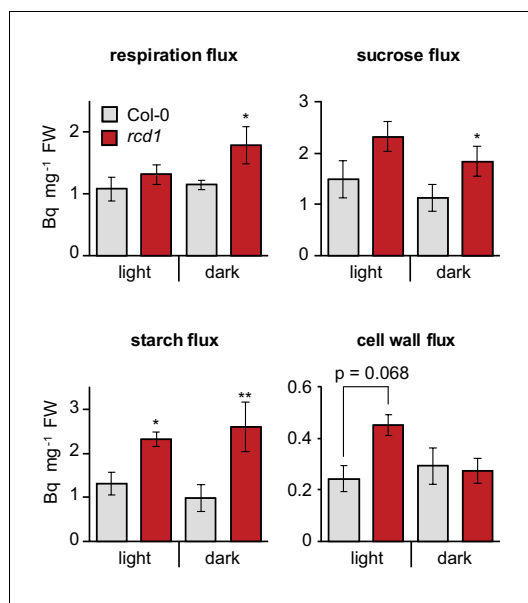 respiration flux
Bq mg⁻¹ FW
2
1
0
Col-0
rcd1
*
light
dark
sucrose flux
3
2
1
0
*
light
dark
starch flux
Bq mg⁻¹ FW
3
2
1
0
*
**
light
dark
cell wall flux
0.6
0.4
0.2
0
p = 0.068
light
dark